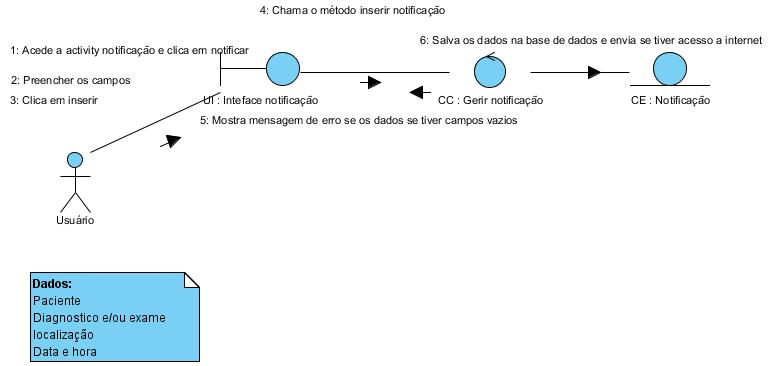 4: Chama o método inserir notificação
6: Salva os dados na base de dados e envia se tiver acesso a internet
1: Acede a activity notificação e clica em notificar
2: Preencher os campos
3: Clica em inserir
UI : Inteface notificação
CC : Gerir notificação
CE : Notificação
5: Mostra mensagem de erro se os dados se tiver campos vazios
Usuário
Dados:
Paciente
Diagnostico e/ou exame
localização
Data e hora